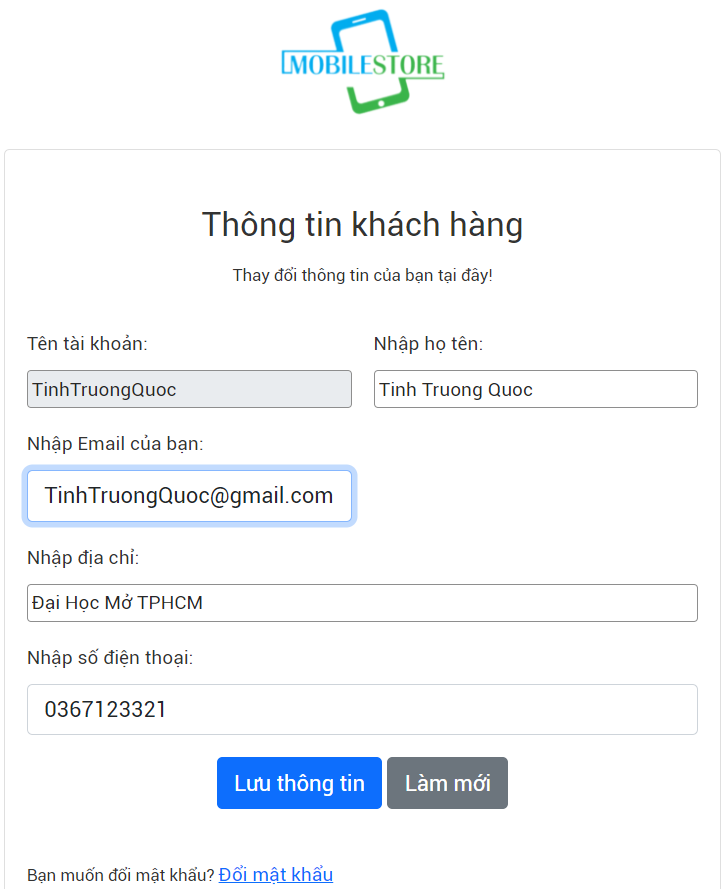 MOBILESTORE
Thông tin khách hàng
Thay đổi thông tin của bạn tại đây!
Tên tài khoản:
Nhập họ tên:
TinhTruongQuoc
Tinh Truong Quoc
Nhập Email của bạn:
TinhTruongQuoc@gmail.com
Nhập địa chỉ:
Đại Học Mở TPHCM
Nhập số điện thoại:
0367123321
Lưu thông tin
Làm mới
Bạn muốn đổi mật khẩu? Đổi mật khẩu